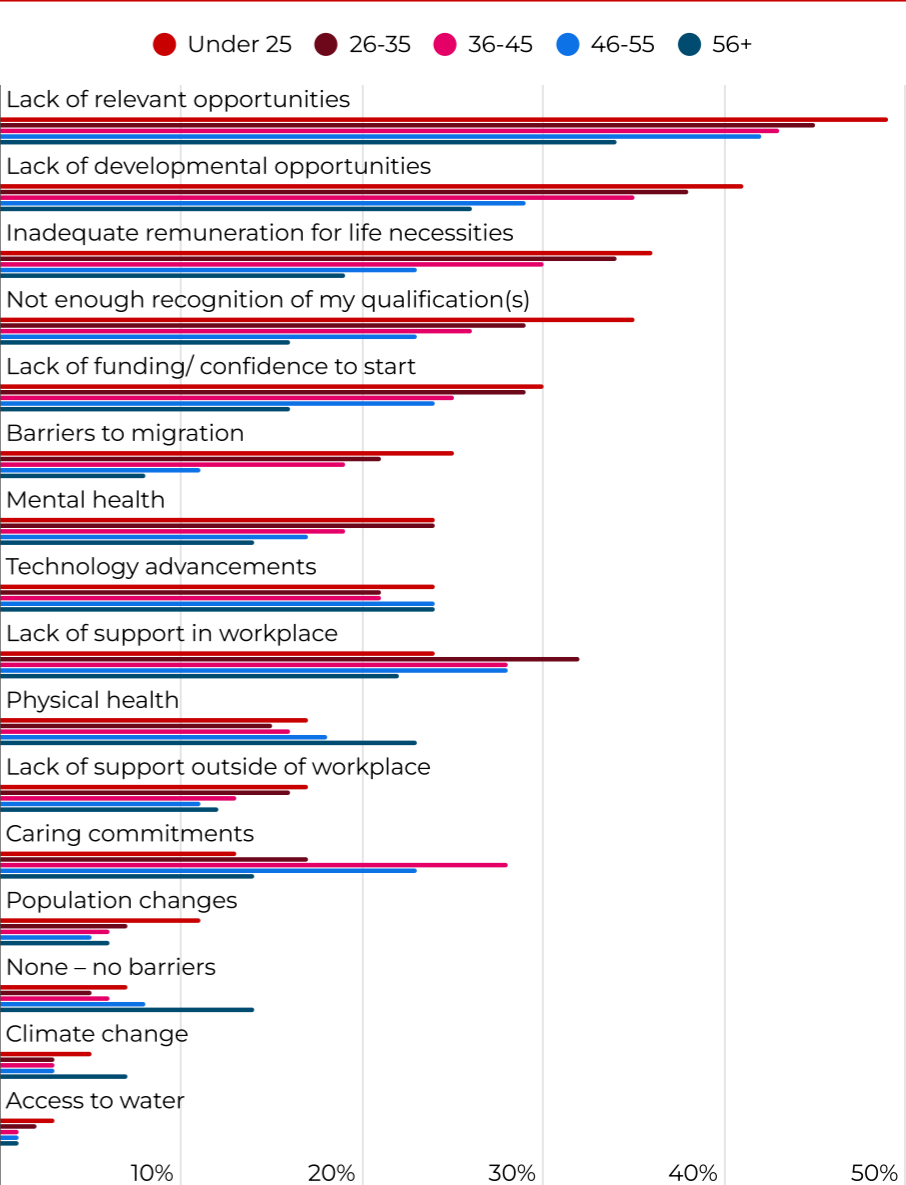 Under 25 26-35 36-45 46-55 56+
Lack of relevant opportunities
Lack of developmental opportunities
Inadequate remuneration for life necessities
Not enough recognition of my qualification(s)
Lack of funding/ confidence to start
Barriers to migration
Mental health
Technology advancements
Lack of support in workplace
Physical health
Lack of support outside of workplace
Caring commitments
Population changes
None – no barriers
Climate change
Access to water
10% 20% 30% 40% 50%